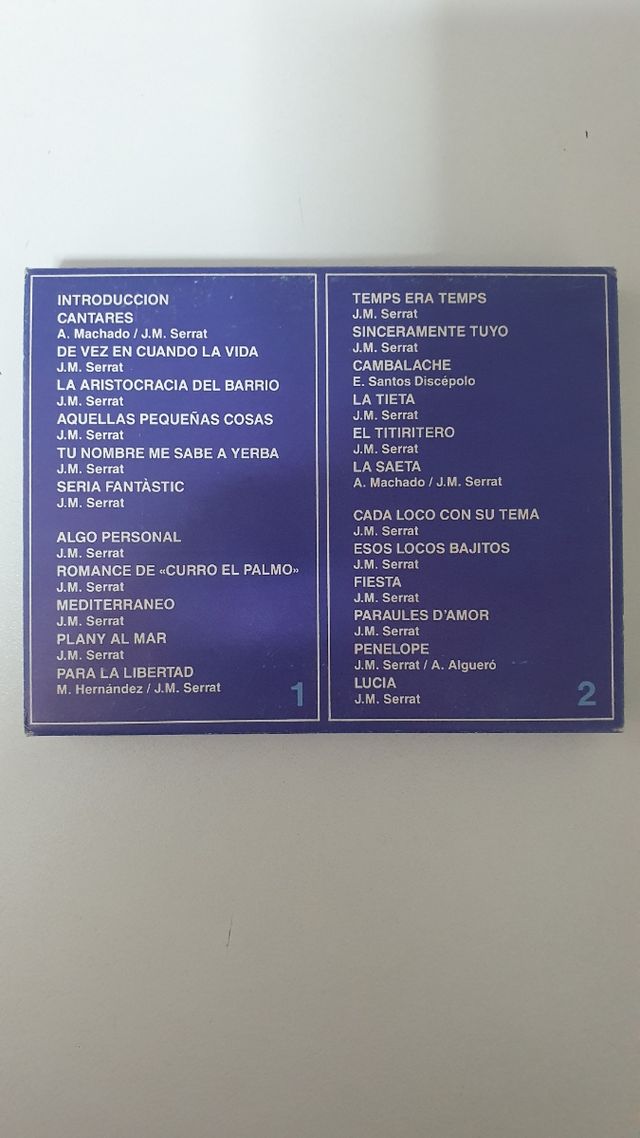 INTRODUCCION
CANTARES
A. Machado / J.M. Serrat
DE VEZ EN CUANDO LA VIDA
J.M. Serrat
LA ARISTOCRACIA DEL BARRIO
J.M. Serrat
AQUELLAS PEQUEÑAS COSAS
J.M. Serrat
TU NOMBRE ME SABE A YERBA
J.M. Serrat
SERIA FANTÀSTIC
J.M. Serrat
ALGO PERSONAL
J.M. Serrat
ROMANCE DE «CURRO EL PALMO»
J.M. Serrat
MEDITERRANEO
J.M. Serrat
PLANY AL MAR
J.M. Serrat
PARA LA LIBERTAD
M. Hernández / J.M. Serrat
1
TEMPS ERA TEMPS
J.M. Serrat
SINCERAMENTE TUYO
J.M. Serrat
CAMBALACHE
E. Santos Discépolo
LA TIETA
J.M. Serrat
EL TITIRITERO
J.M. Serrat
LA SAETA
A. Machado / J.M. Serrat
CADA LOCO CON SU TEMA
J.M. Serrat
ESOS LOCOS BAJITOS
J.M. Serrat
FIESTA
J.M. Serrat
PARAULES D'AMOR
J.M. Serrat
PENELOPE
J.M. Serrat / A. Algueró
LUCIA
J.M. Serrat
2